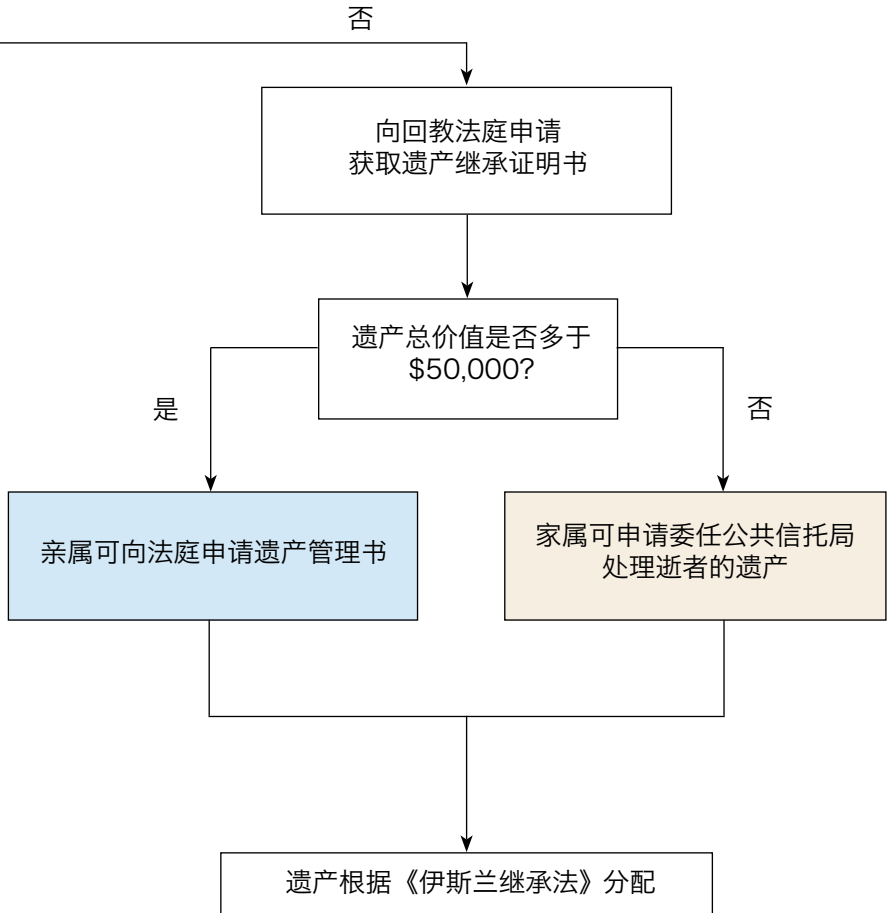 否
向回教法庭申请
获取遗产继承证明书
遗产总价值是否多于
$50,000?
是
否
亲属可向法庭申请遗产管理书
家属可申请委任公共信托局
处理逝者的遗产
遗产根据《伊斯兰继承法》分配